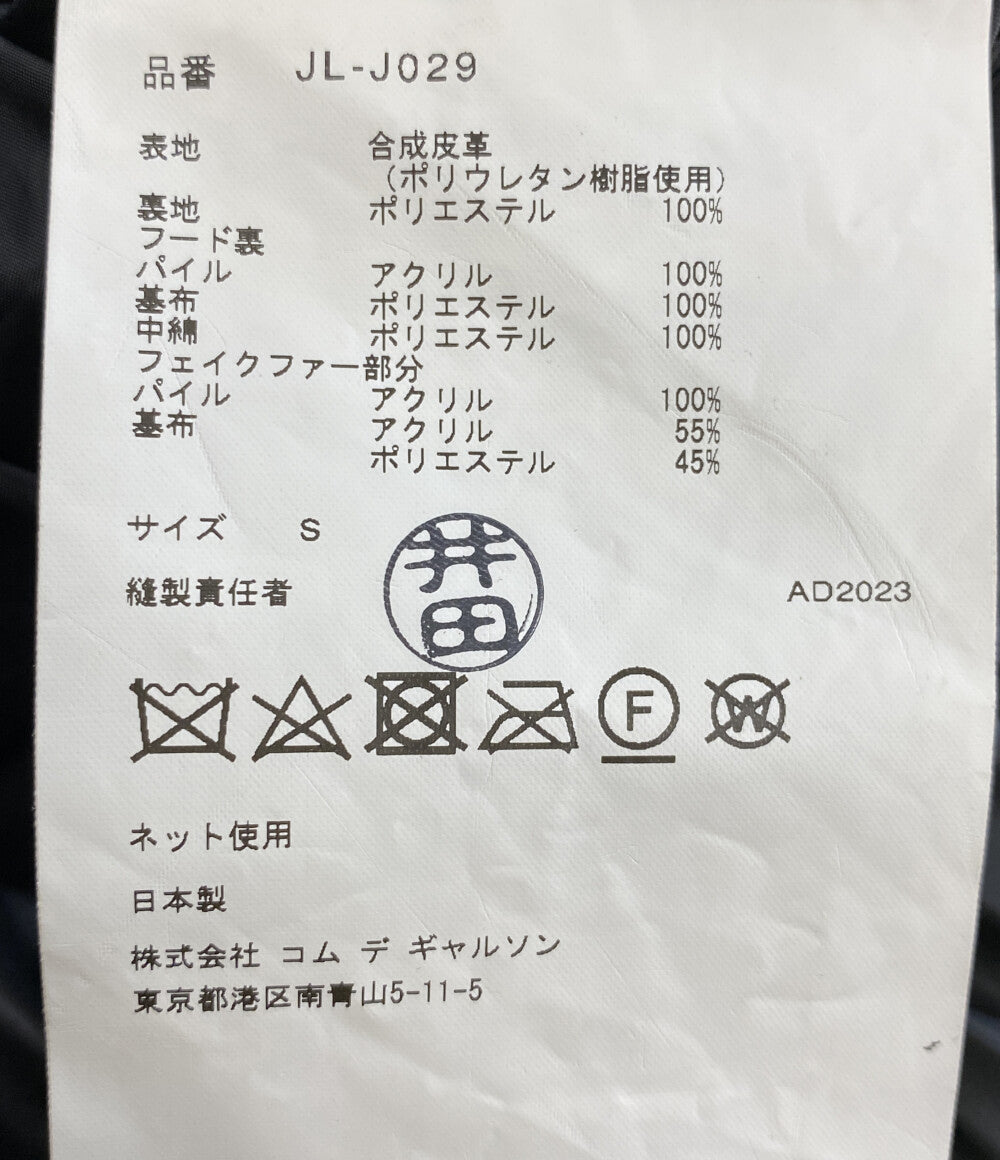 品番 JL-J029
表地 合成皮革
(ポリウレタン樹脂使用)
裏地 ポリエステル 100%
フード裏
パイル アクリル 100%
基布 ポリエステル 100%
中綿 ポリエステル 100%
フェイクファー部分
パイル アクリル 100%
基布 アクリル 55%
ポリエステル 45%
サイズ S
井田
縫製責任者 AD2023
F W
ネット使用
日本製
株式会社 コム デ ギャルソン
東京都港区南青山5-11-5